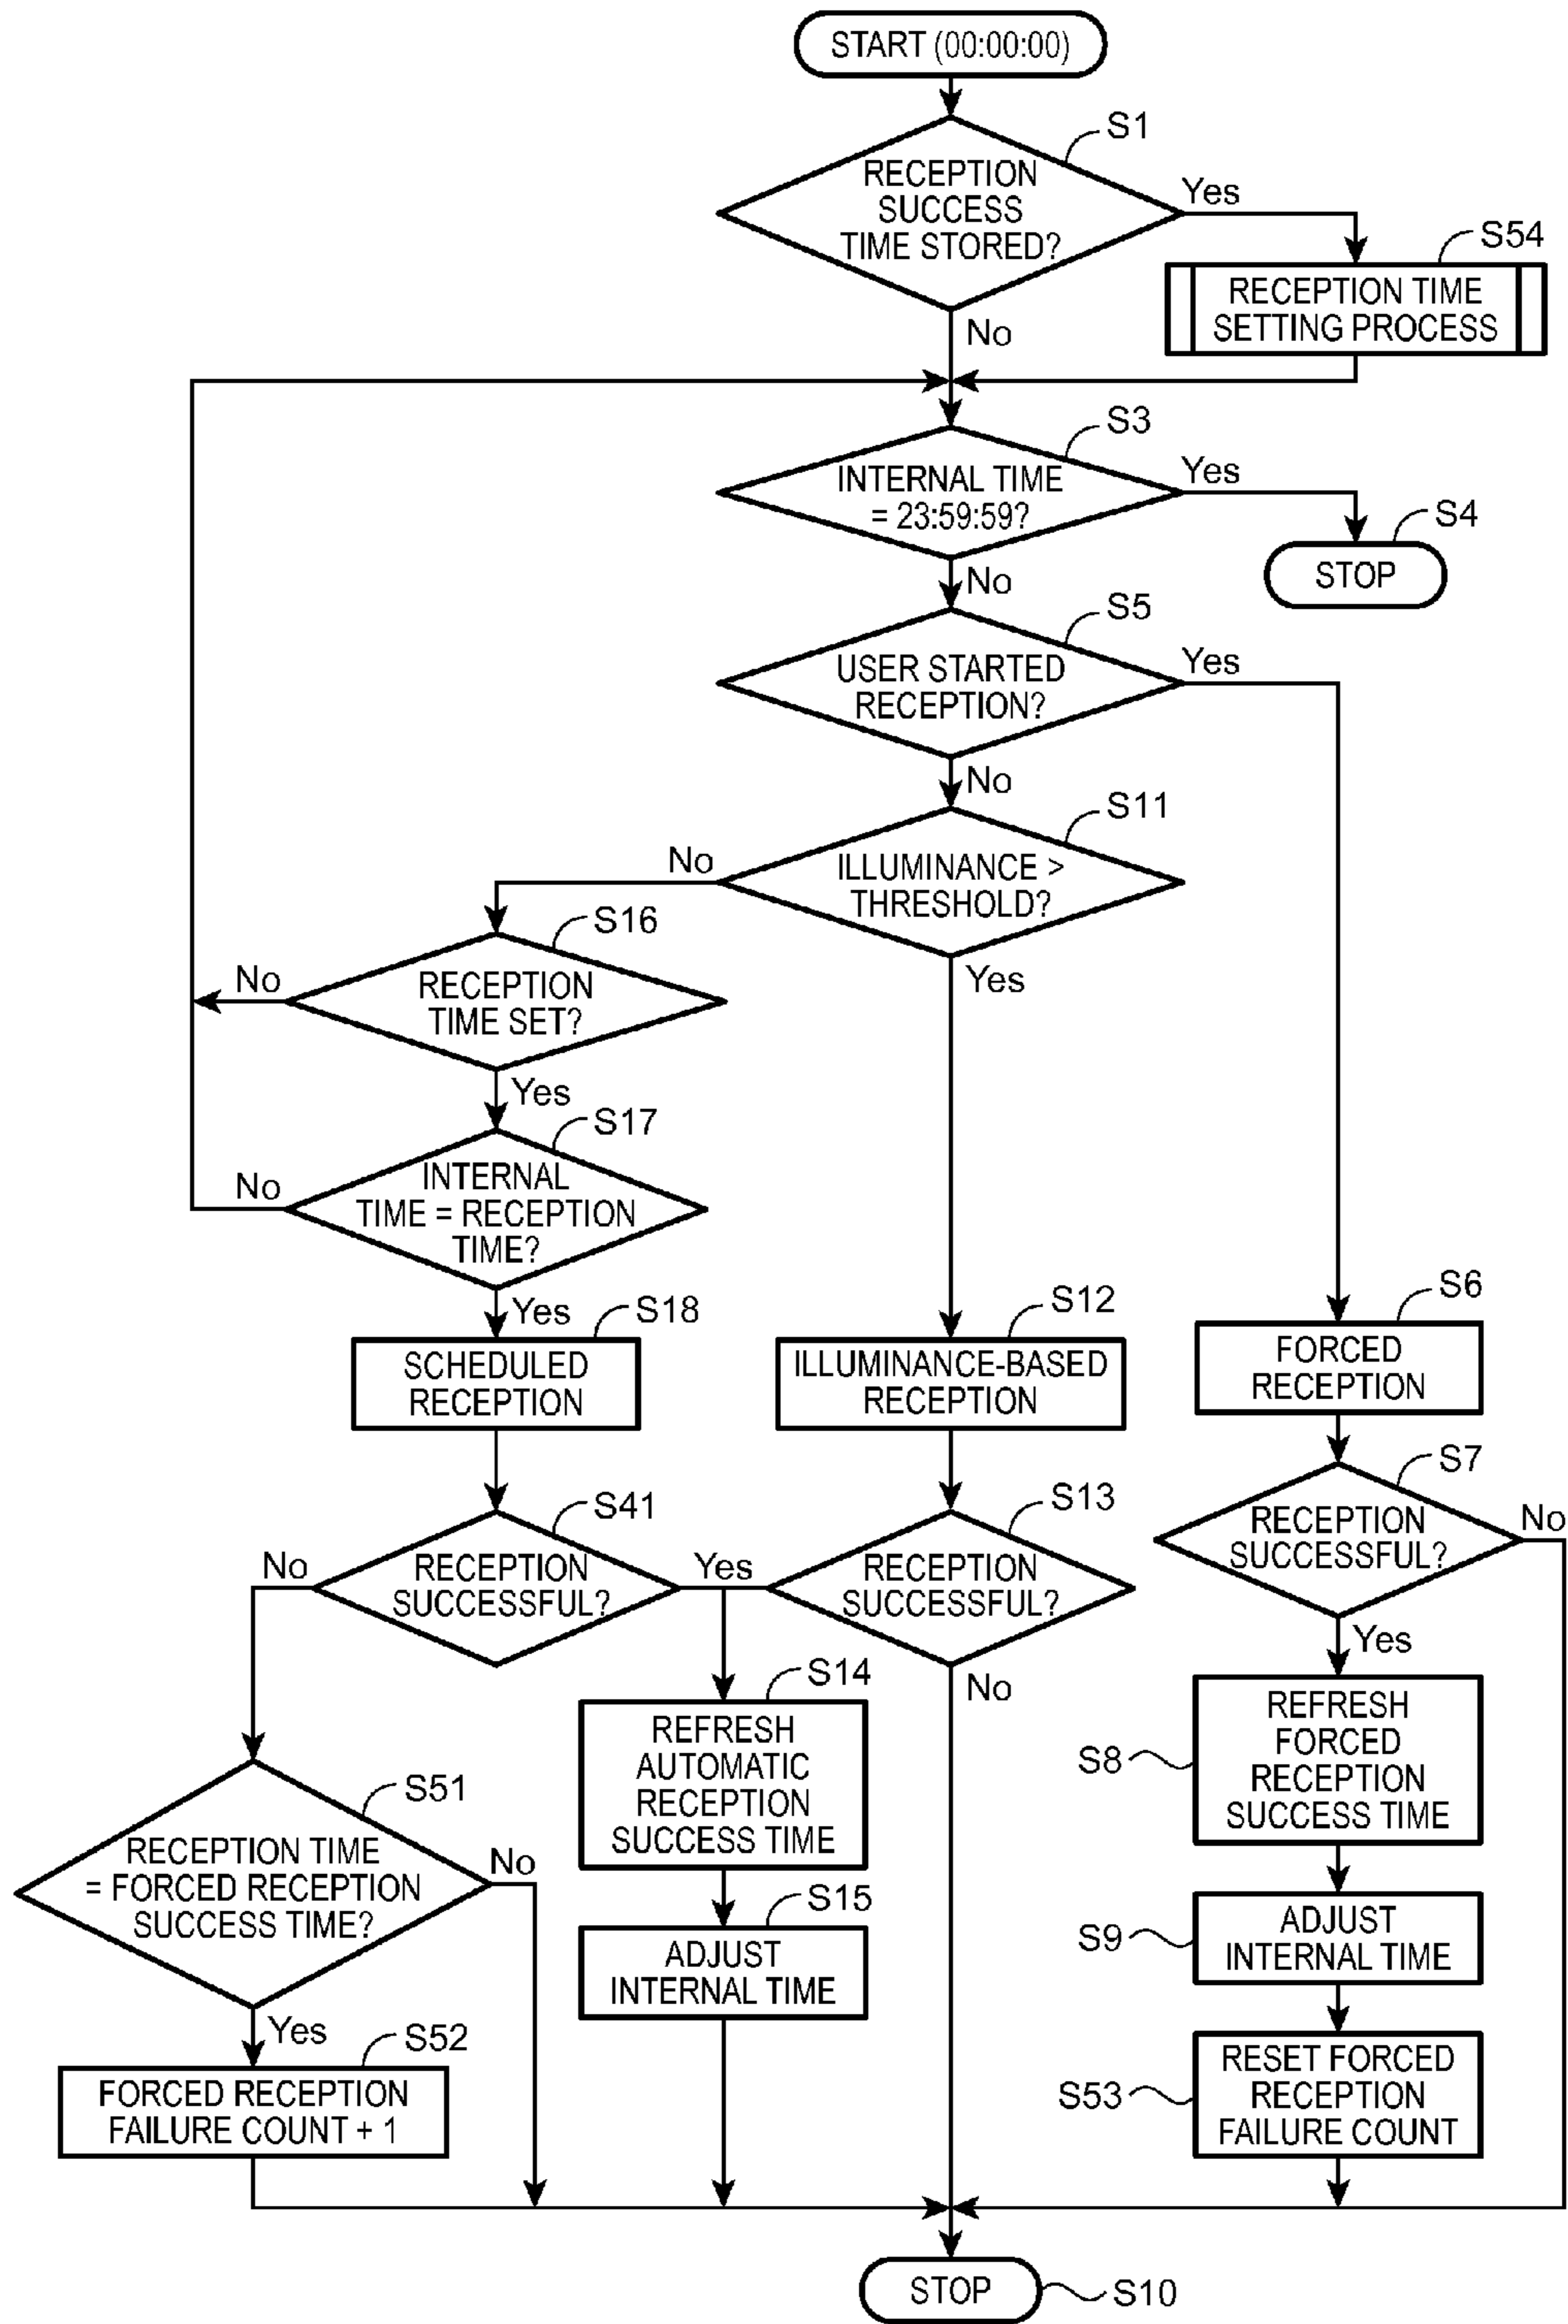 START (00:00:00)
S1
RECEPTION
SUCCESS
TIME STORED?
Yes
S54
RECEPTION TIME
SETTING PROCESS
No
S3
INTERNAL TIME
= 23:59:59?
Yes
S4
STOP
No
S5
USER STARTED
RECEPTION?
Yes
No
S11
ILLUMINANCE >
THRESHOLD?
No
Yes
S16
RECEPTION
TIME SET?
No
Yes
S17
INTERNAL
TIME = RECEPTION
TIME?
No
Yes
S18
SCHEDULED
RECEPTION
S12
ILLUMINANCE-BASED
RECEPTION
S6
FORCED
RECEPTION
S41
RECEPTION
SUCCESSFUL?
No
Yes
S13
RECEPTION
SUCCESSFUL?
No
S7
RECEPTION
SUCCESSFUL?
No
Yes
S14
REFRESH
AUTOMATIC
RECEPTION
SUCCESS TIME
S8
REFRESH
FORCED
RECEPTION
SUCCESS TIME
S51
RECEPTION TIME
= FORCED RECEPTION
SUCCESS TIME?
No
Yes
S15
ADJUST
INTERNAL TIME
S9
ADJUST
INTERNAL TIME
S52
FORCED RECEPTION
FAILURE COUNT + 1
S53
RESET FORCED
RECEPTION
FAILURE COUNT
STOP
S10